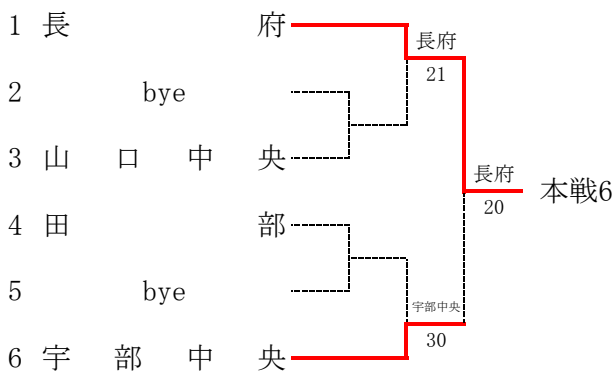 1 長府
長府
21
2 bye
3 山口中央
長府
20
本戦6
4 田部
5 bye
宇部中央
30
6 宇部中央